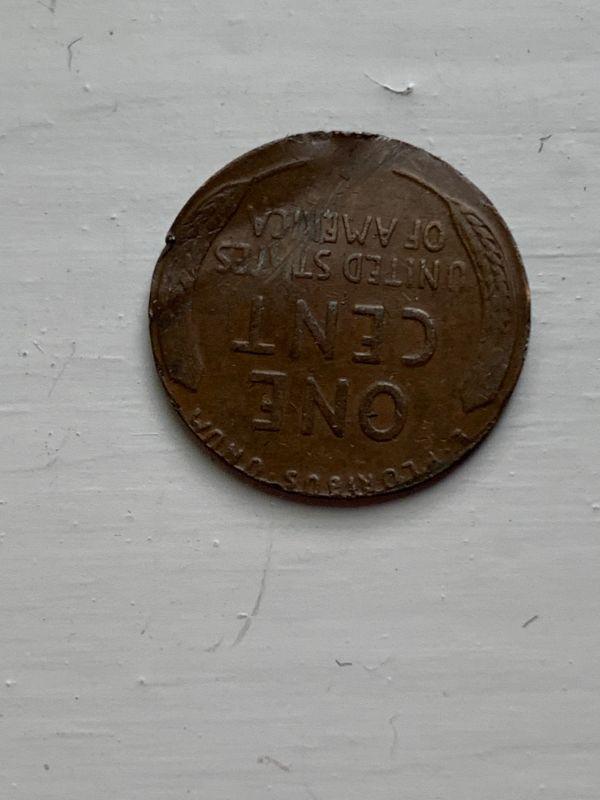 E PLURIBUS UNUM
ONE
CENT
UNITED STATES
OF AMERICA